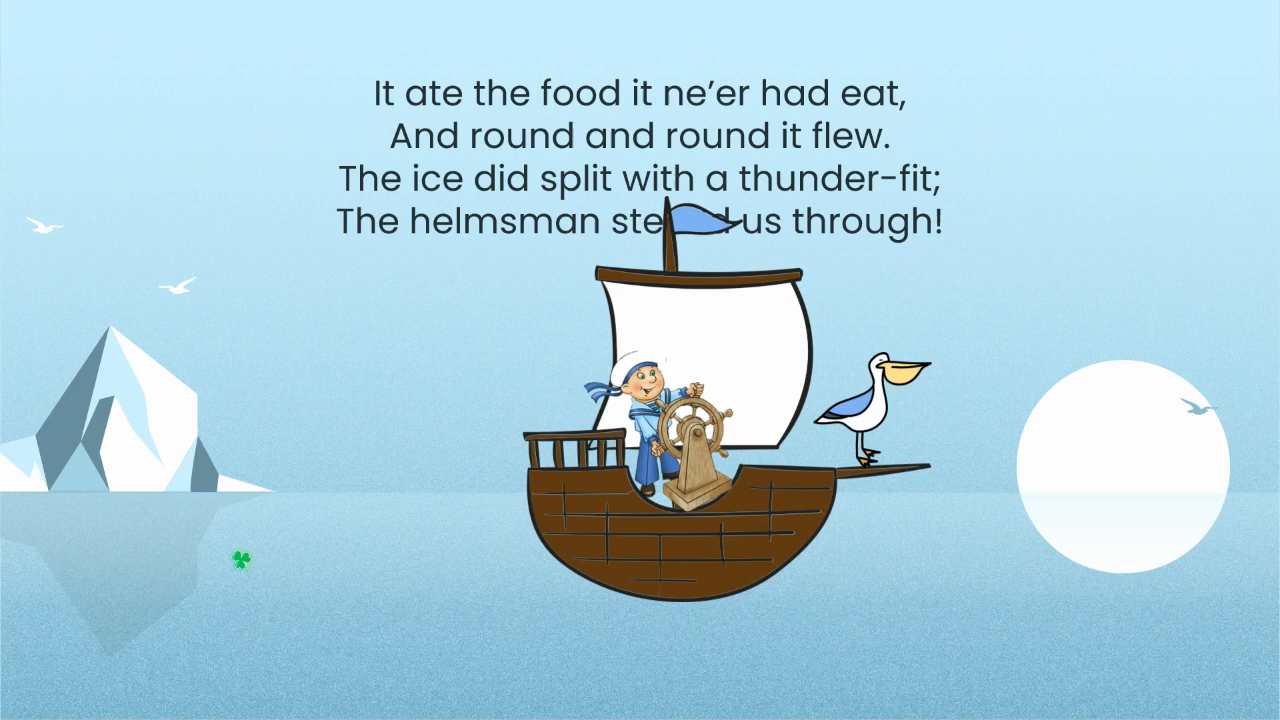 It ate the food it ne’er had eat,
And round and round it flew.
The ice did split with a thunder-fit;
The helmsman us through!